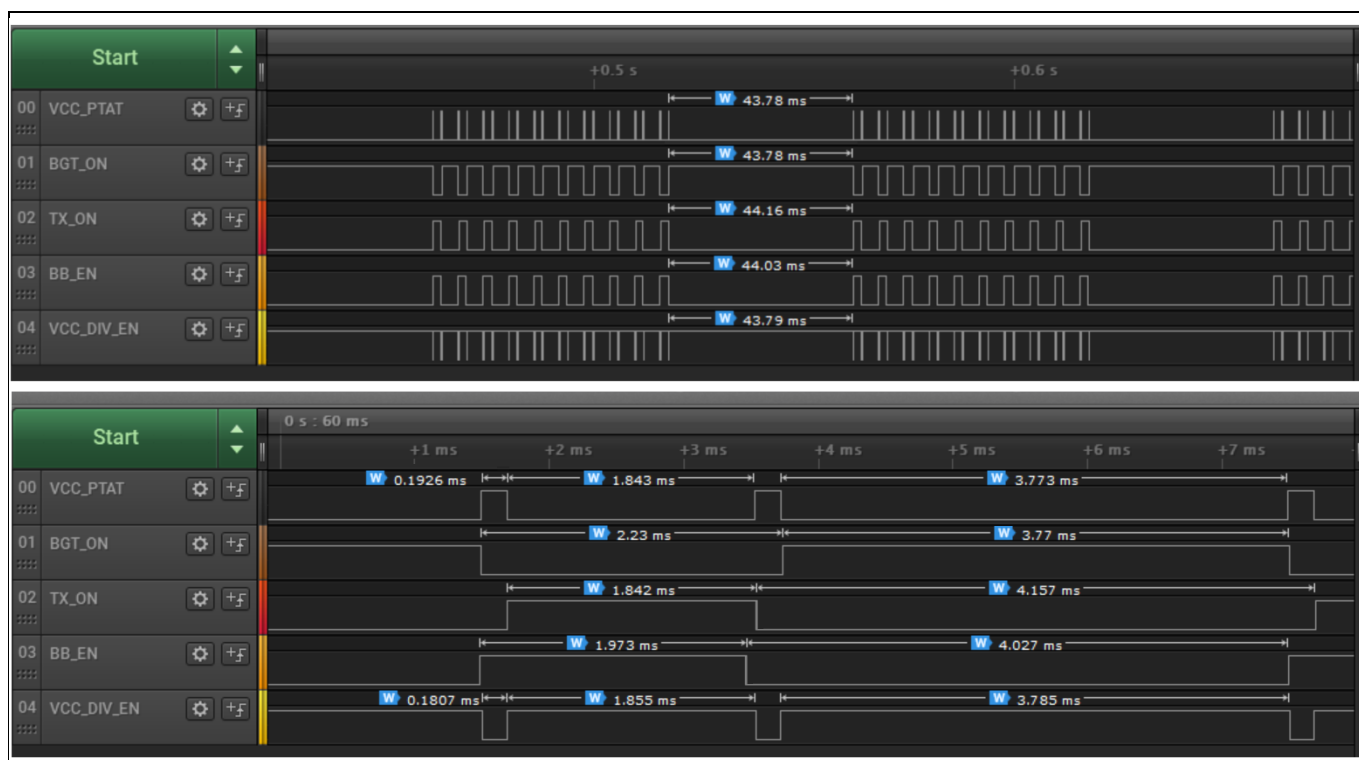 Start
+0.5 s +0.6 s
00 VCC_PTAT W 43.78 ms
01 BGT_ON W 43.78 ms
02 TX_ON W 44.16 ms
03 BB_EN W 44.03 ms
04 VCC_DIV_EN W 43.79 ms
Start
0 s : 60 ms
+1 ms +2 ms +3 ms +4 ms +5 ms +6 ms +7 ms
00 VCC_PTAT W 0.1926 ms W 1.843 ms W 3.773 ms
01 BGT_ON W 2.23 ms W 3.77 ms
02 TX_ON W 1.842 ms W 4.157 ms
03 BB_EN W 1.973 ms W 4.027 ms
04 VCC_DIV_EN W 0.1807 ms W 1.855 ms W 3.785 ms